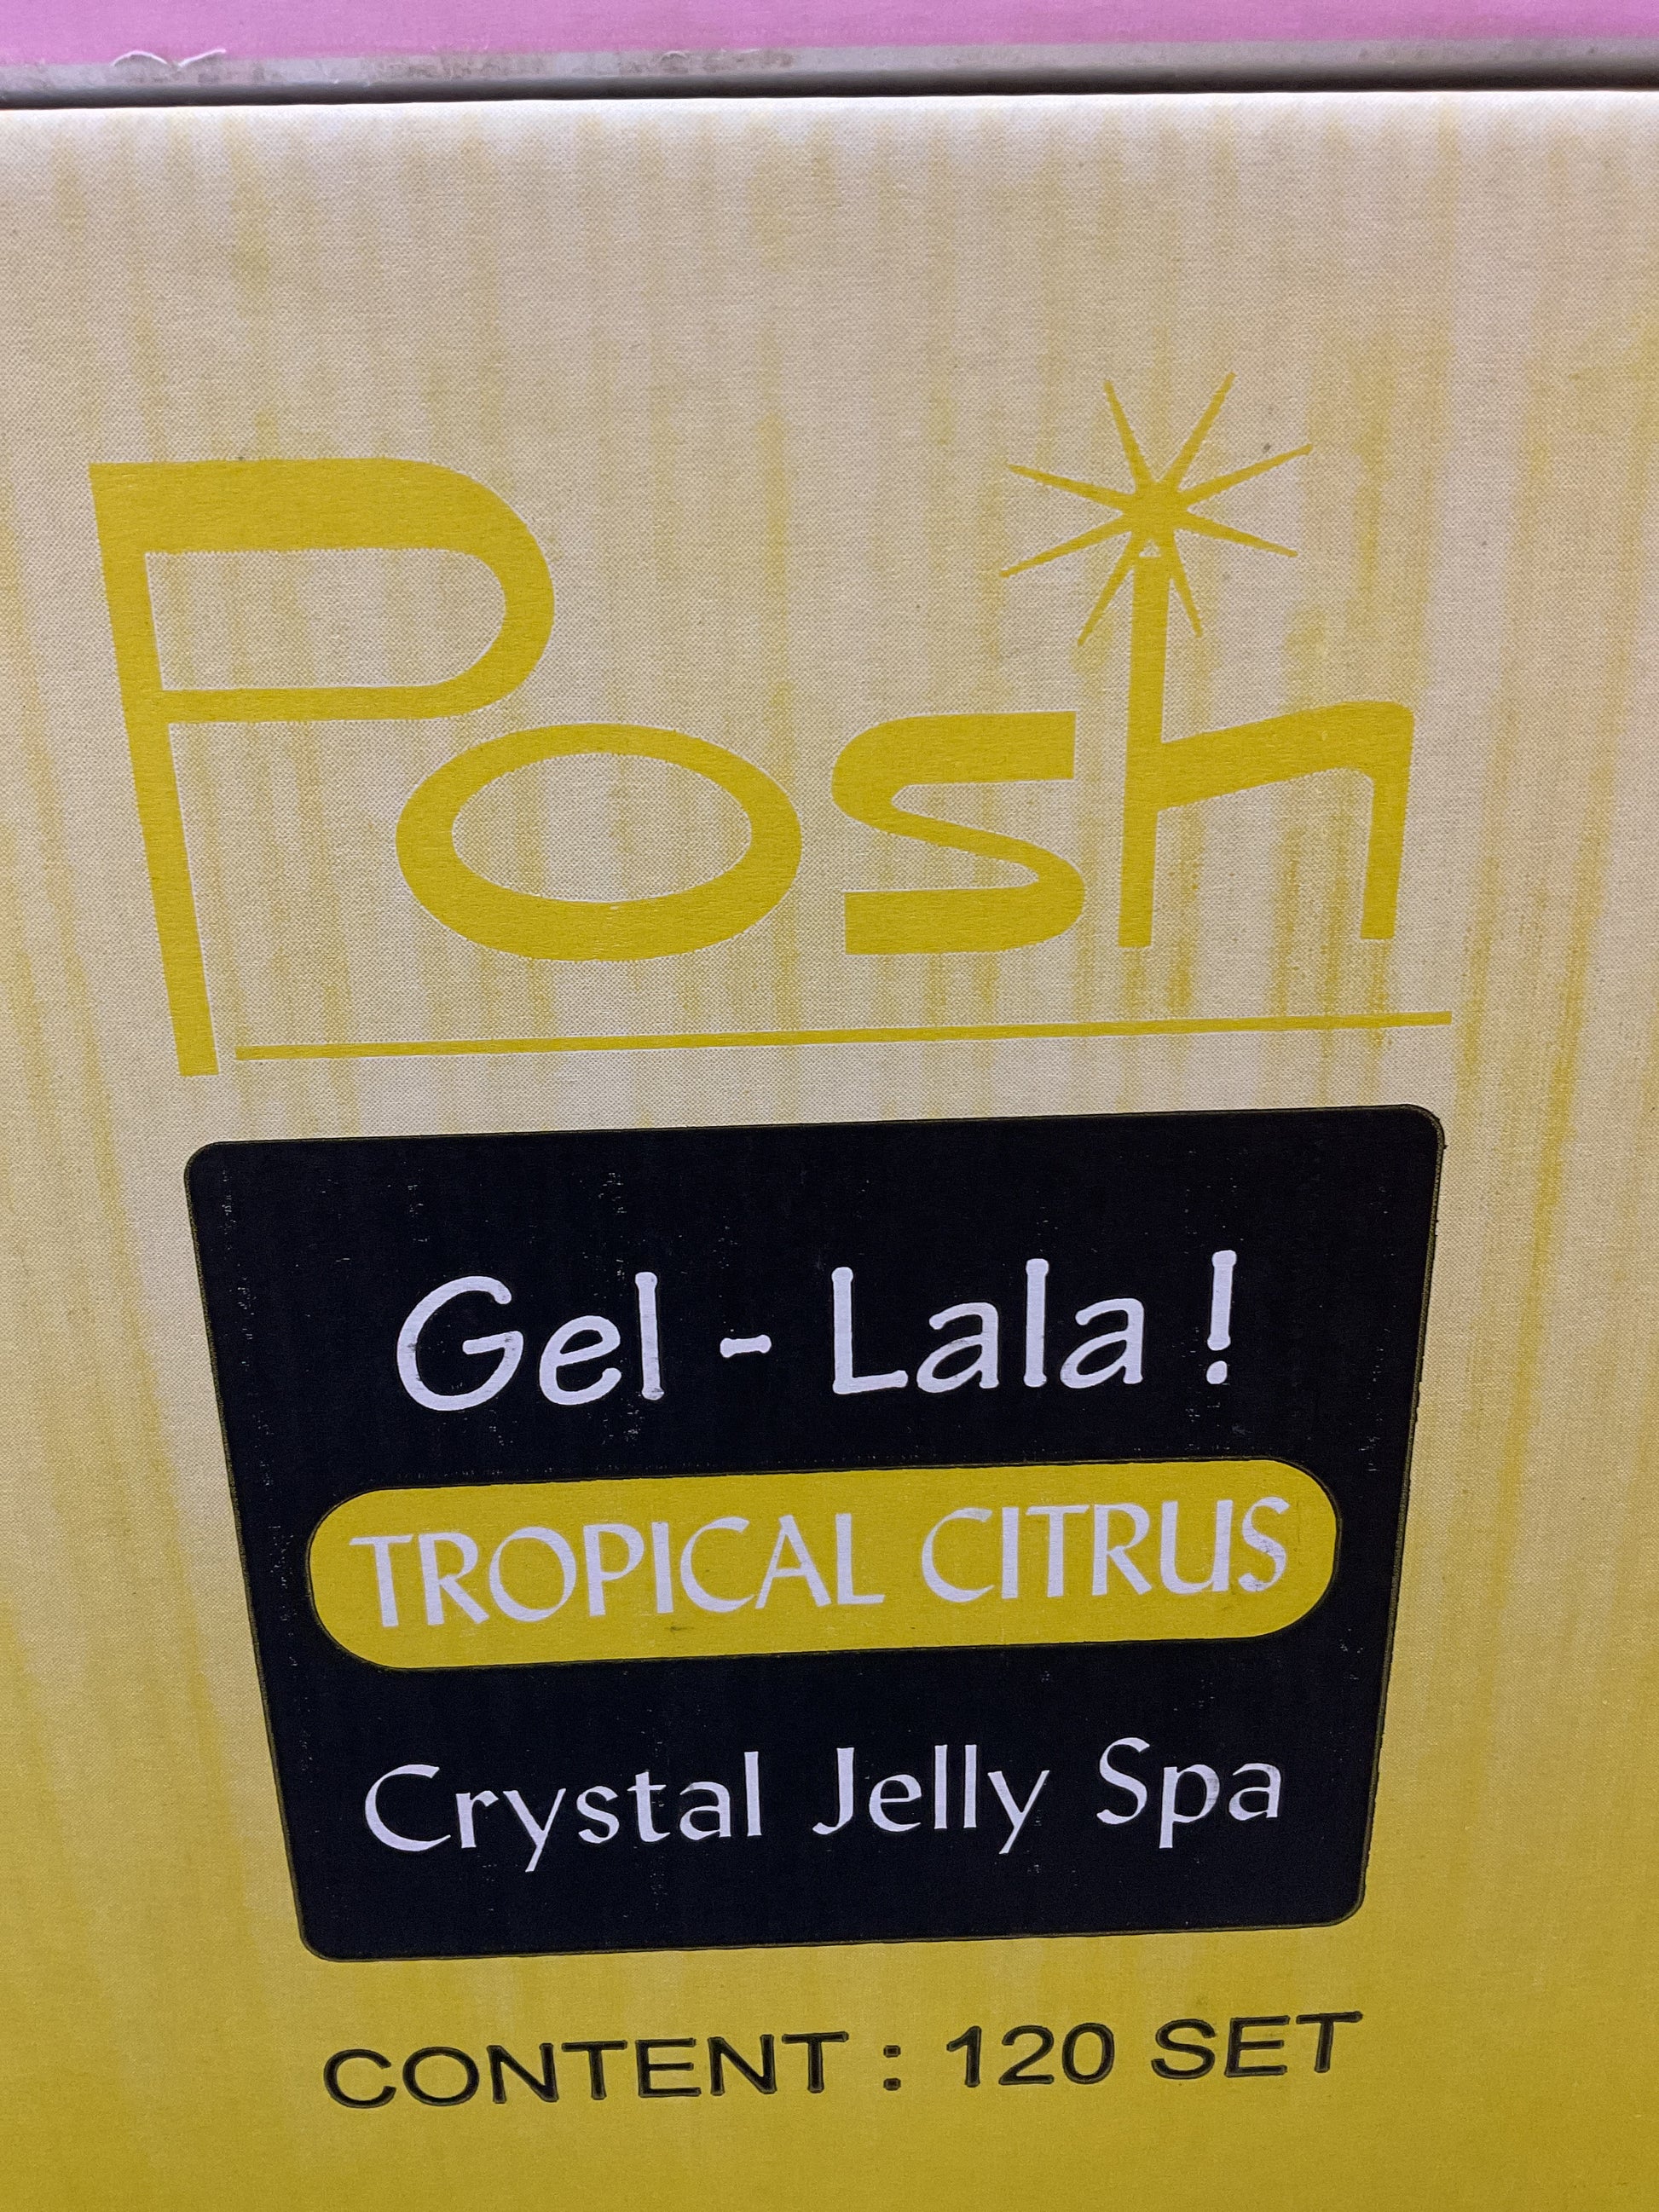 Posh
Gel - Lala !
TROPICAL CITRUS
Crystal Jelly Spa
CONTENT : 120 SET